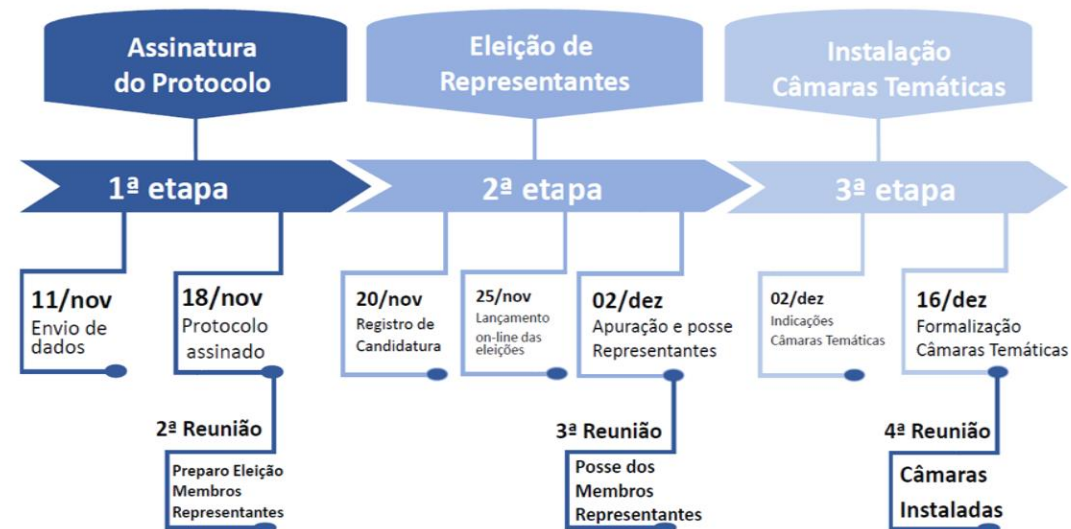 Assinatura
do Protocolo
Eleição de
Representantes
Instalação
Câmaras Temáticas
1ª etapa
2ª etapa
3ª etapa
11/nov
Envio de
dados
18/nov
Protocolo
assinado
20/nov
Registro de
Candidatura
25/nov
Lançamento
on-line das
eleições
02/dez
Apuração e posse
Representantes
02/dez
Indicações
Câmaras Temáticas
16/dez
Formalização
Câmaras Temáticas
2ª Reunião
Preparo Eleição
Membros
Representantes
3ª Reunião
Posse dos
Membros
Representantes
4ª Reunião
Câmaras
Instaladas